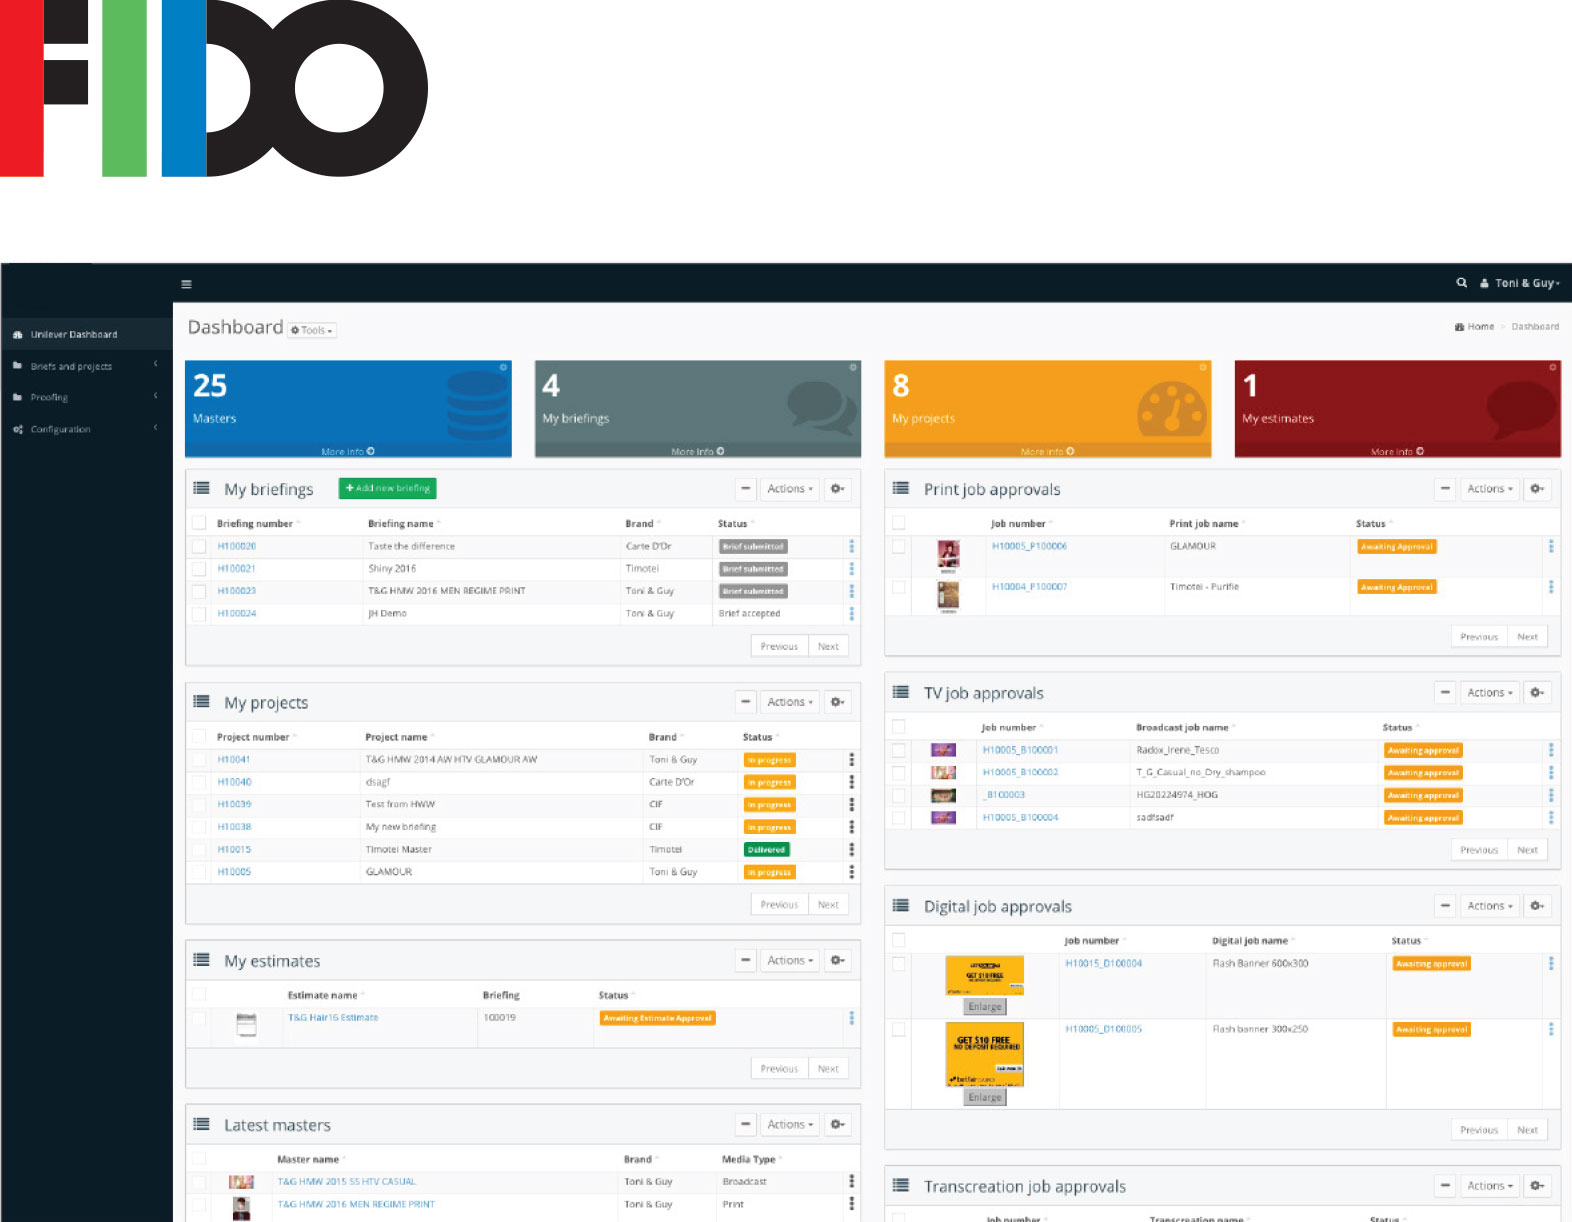 FIDO
Toni & Guy
Unilever Dashboard
Briefs and projects
Proofing
Configuration
Dashboard Tools
Home > Dashboard
25
Masters
More info
4
My briefings
More info
8
My projects
More info
1
My estimates
More info
My briefings + Add new briefing Actions
Briefing number Briefing name Brand Status
H100020 Taste the difference Carte D'Or Brief submitted
H100021 Shiny 2016 Timotei Brief submitted
H100023 T&G HMW 2016 MEN REGIME PRINT Toni & Guy Brief submitted
H100024 JH Demo Toni & Guy Brief accepted
Previous Next
My projects Actions
Project number Project name Brand Status
H10041 T&G HMW 2014 AW HTV GLAMOUR AW Toni & Guy In progress
H10040 dsagf Carte D'Or In progress
H10039 Test from HWW CIF In progress
H10038 My new briefing CIF In progress
H10015 Timotei Master Timotei Delivered
H10005 GLAMOUR Toni & Guy In progress
Previous Next
My estimates Actions
Estimate name Briefing Status
T&G Hair16 Estimate 100019 Awaiting Estimate Approval
Previous Next
Latest masters Actions
Master name Brand Media Type
T&G HMW 2015 SS HTV CASUAL Toni & Guy Broadcast
T&G HMW 2016 MEN REGIME PRINT Toni & Guy Print
Print job approvals Actions
Job number Print job name Status
H10005_P100006 GLAMOUR Awaiting Approval
H10004_P100007 Timotei - Purifie Awaiting Approval
Previous Next
TV job approvals Actions
Job number Broadcast job name Status
H10005_B100001 Radox_Irene_Tesco Awaiting approval
H10005_B100002 T_G_Casual_no_Dry_shampoo Awaiting approval
_B100003 HG20224974_HOG Awaiting approval
H10005_B100004 sadfsadf Awaiting approval
Previous Next
Digital job approvals Actions
Job number Digital job name Status
H10015_D100004 Flash Banner 600x300 Awaiting approval
GET $10 FREE
Enlarge
H10005_D100005 Flash banner 300x250 Awaiting approval
GET $10 FREE
NO DEPOSIT REQUIRED
Enlarge
Previous Next
Transcreation job approvals Actions
Job number Transcreation name Status